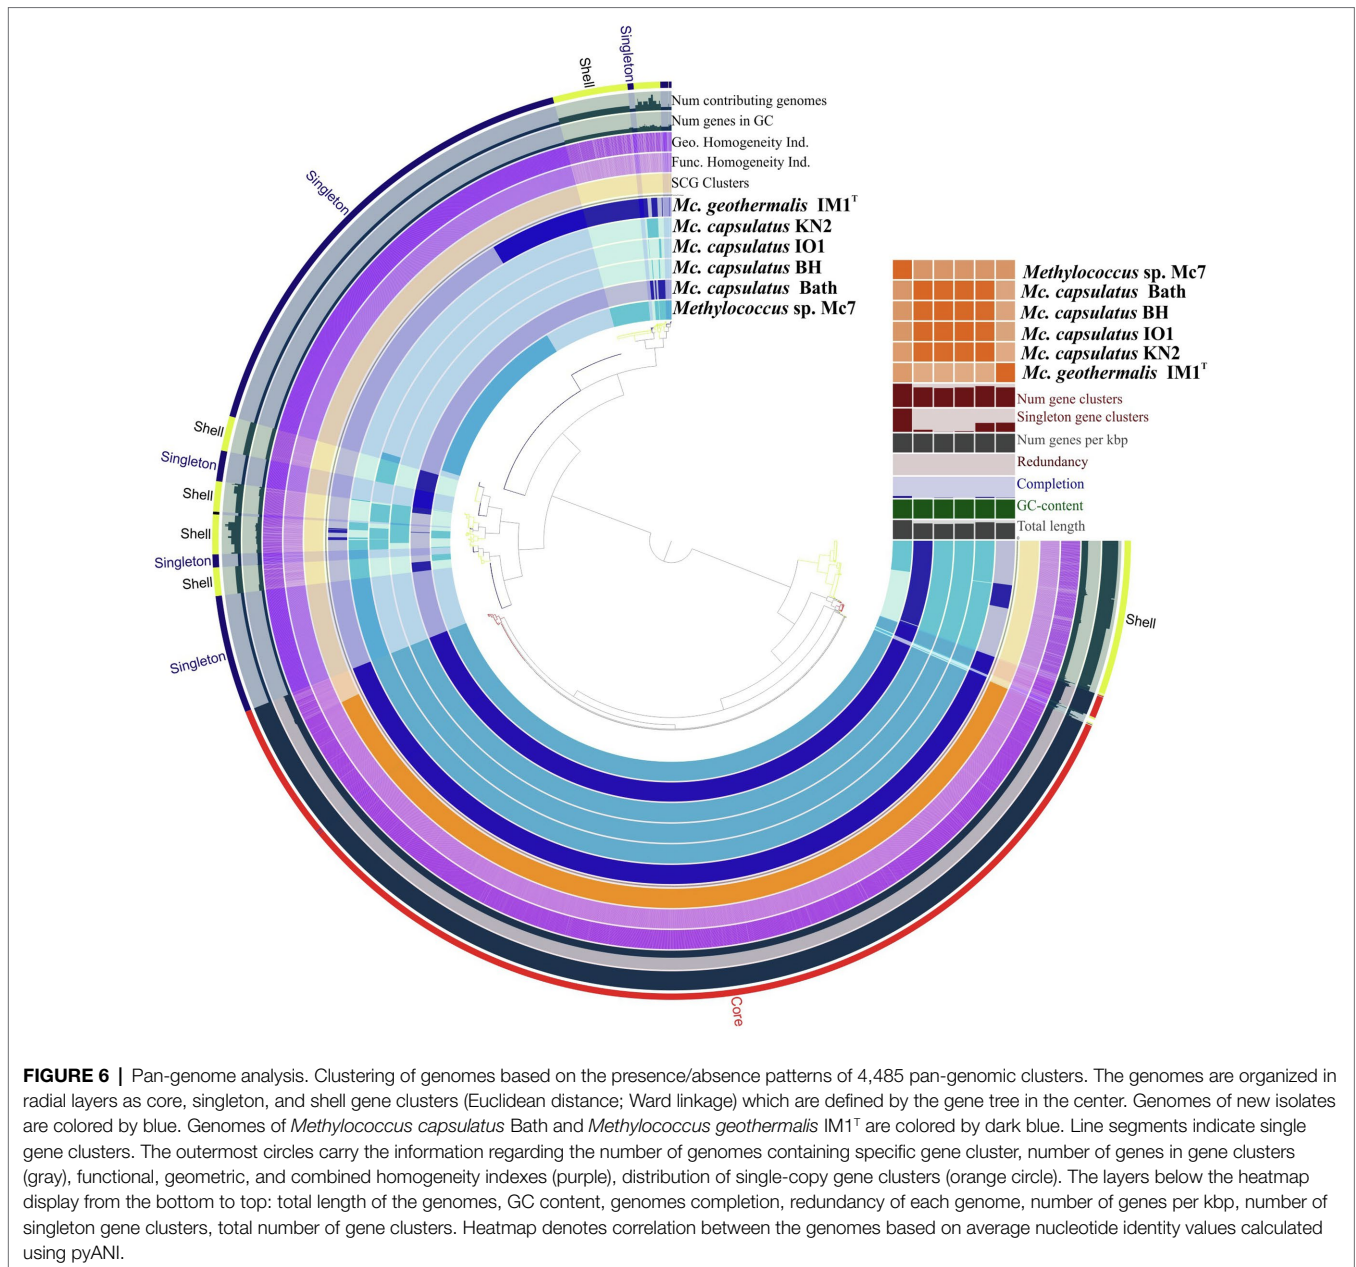 Singleton
Shell
Num contributing genomes
Num genes in GC
Geo. Homogeneity Ind.
Func. Homogeneity Ind.
SCG Clusters
Mc. geothermalis IM1ᵀ
Mc. capsulatus KN2
Mc. capsulatus IO1
Mc. capsulatus BH
Mc. capsulatus Bath
Methylococcus sp. Mc7
Singleton
Methylococcus sp. Mc7
Mc. capsulatus Bath
Mc. capsulatus BH
Mc. capsulatus IO1
Mc. capsulatus KN2
Mc. geothermalis IM1ᵀ
Num gene clusters
Singleton gene clusters
Num genes per kbp
Redundancy
Completion
GC-content
Total length
Shell
Singleton
Shell
Shell
Singleton
Shell
Singleton
Shell
Core
FIGURE 6 | Pan-genome analysis. Clustering of genomes based on the presence/absence patterns of 4,485 pan-genomic clusters. The genomes are organized in
radial layers as core, singleton, and shell gene clusters (Euclidean distance; Ward linkage) which are defined by the gene tree in the center. Genomes of new isolates
are colored by blue. Genomes of Methylococcus capsulatus Bath and Methylococcus geothermalis IM1ᵀ are colored by dark blue. Line segments indicate single
gene clusters. The outermost circles carry the information regarding the number of genomes containing specific gene cluster, number of genes in gene clusters
(gray), functional, geometric, and combined homogeneity indexes (purple), distribution of single-copy gene clusters (orange circle). The layers below the heatmap
display from the bottom to top: total length of the genomes, GC content, genomes completion, redundancy of each genome, number of genes per kbp, number of
singleton gene clusters, total number of gene clusters. Heatmap denotes correlation between the genomes based on average nucleotide identity values calculated
using pyANI.